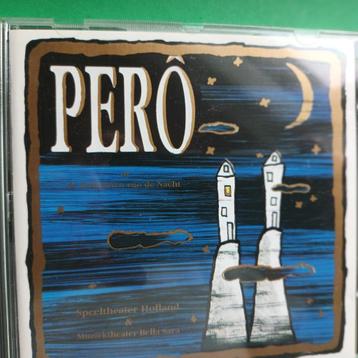 PERÔ
of
de geheimen van de Nacht
Speeltheater Holland
&
Muziektheater Bella Sara